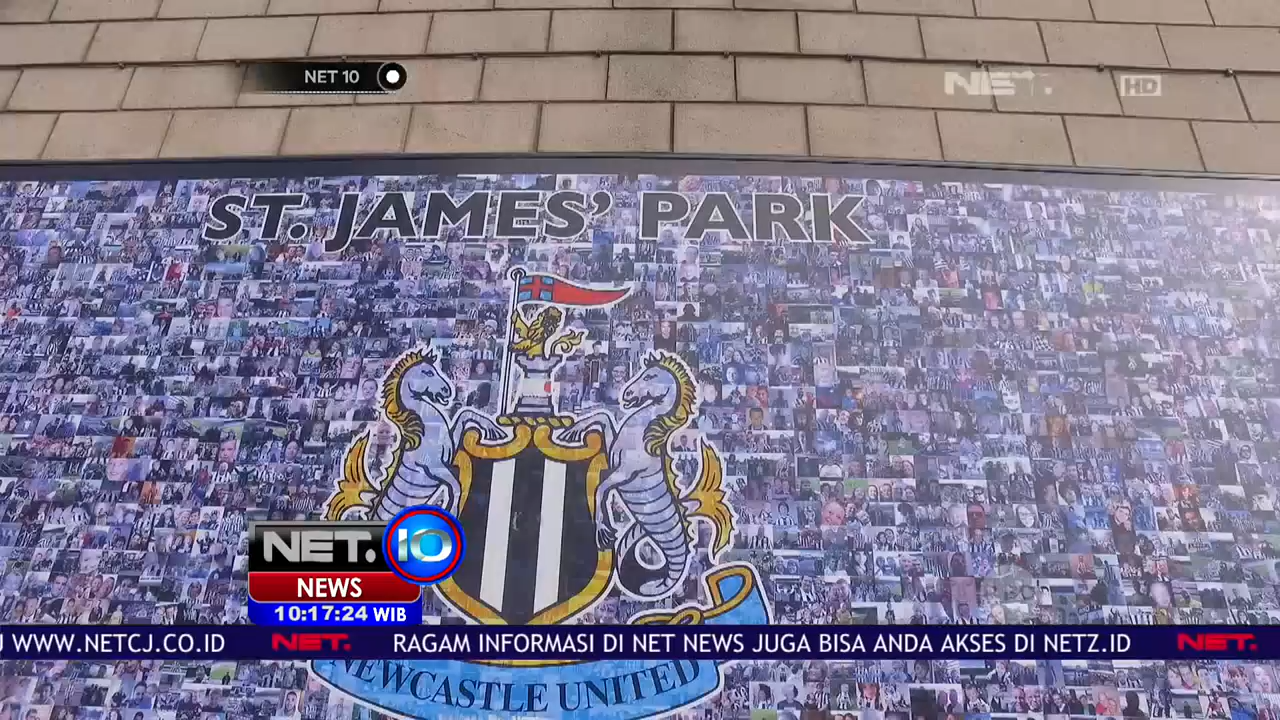 NET 10
NET.
HD
ST. JAMES' PARK
NET. 10
NEWS
10:17:24 WIB
WWW.NETCJ.CO.ID NET. RAGAM INFORMASI DI NET NEWS JUGA BISA ANDA AKSES DI NETZ.ID NET.
NEWCASTLE UNITED